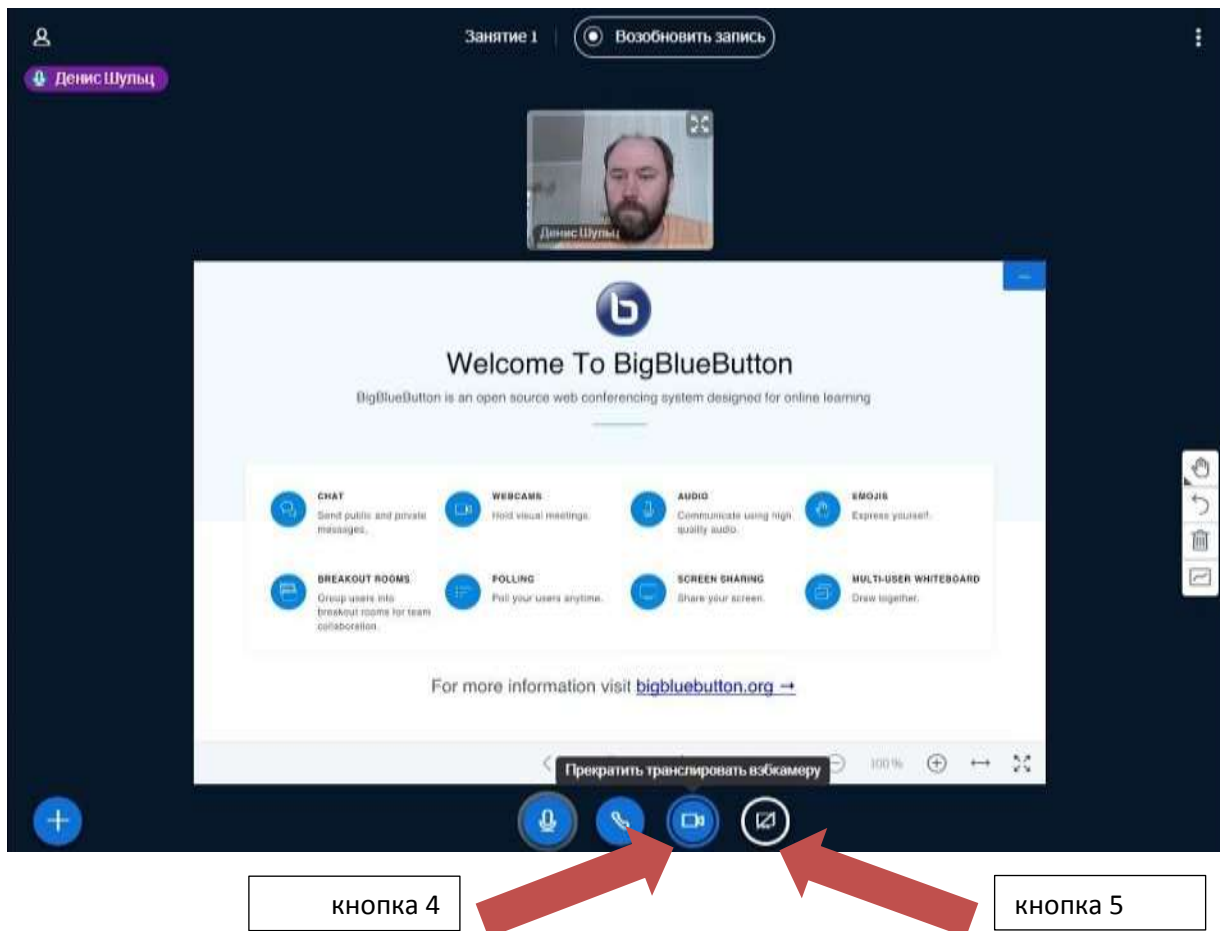 Занятие 1
Возобновить запись
Денис Шульц
Денис Шульц
Welcome To BigBlueButton
BigBlueButton is an open source web conferencing system designed for online learning
CHAT
Send public and private
messages.
WEBCAMS
Hold visual meetings.
AUDIO
Communicate using high
quality audio.
EMOJIS
Express yourself.
BREAKOUT ROOMS
Group users into
breakout rooms for team
collaboration.
POLLING
Poll your users anytime.
SCREEN SHARING
Share your screen.
MULTI-USER WHITEBOARD
Draw together.
For more information visit bigbluebutton.org →
Прекратить транслировать вэбкамеру
100%
кнопка 4
кнопка 5